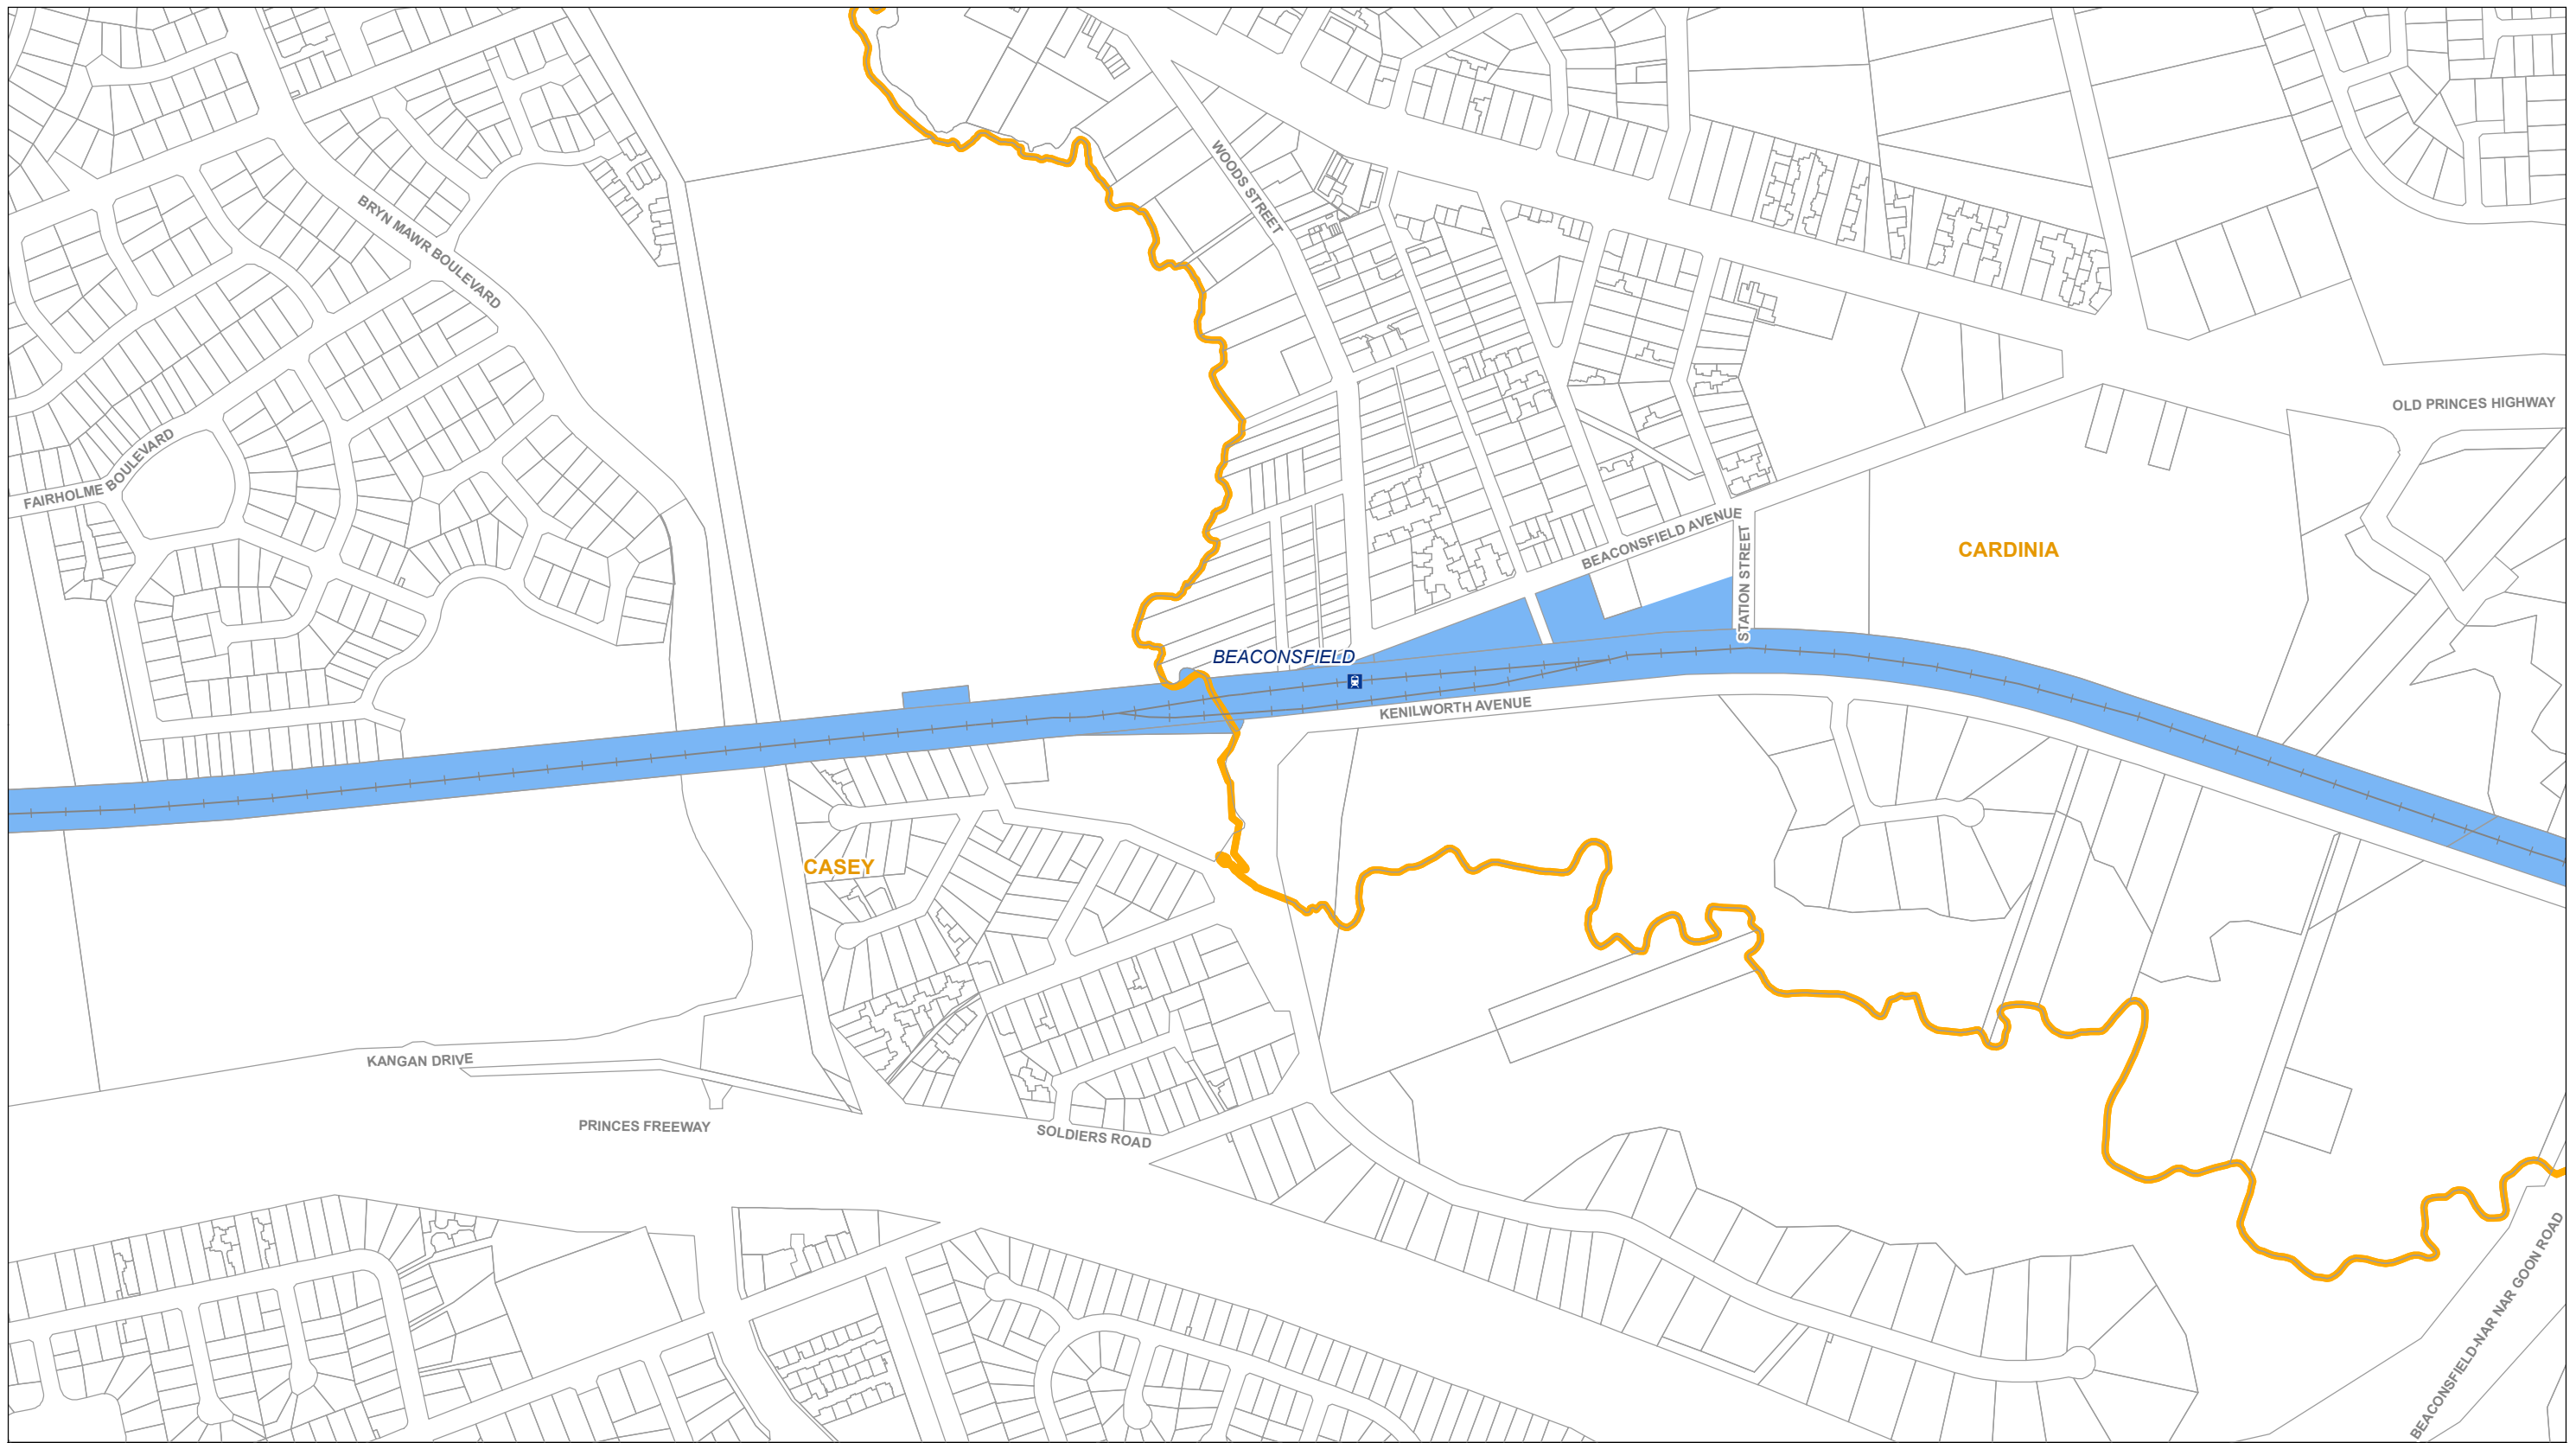 WOODS STREET
BRYN MAWR BOULEVARD
OLD PRINCES HIGHWAY
FAIRHOLME BOULEVARD
BEACONSFIELD AVENUE
STATION STREET
CARDINIA
BEACONSFIELD
KENILWORTH AVENUE
CASEY
KANGAN DRIVE
PRINCES FREEWAY
SOLDIERS ROAD
BEACONSFIELD-NAR NAR GOON ROAD